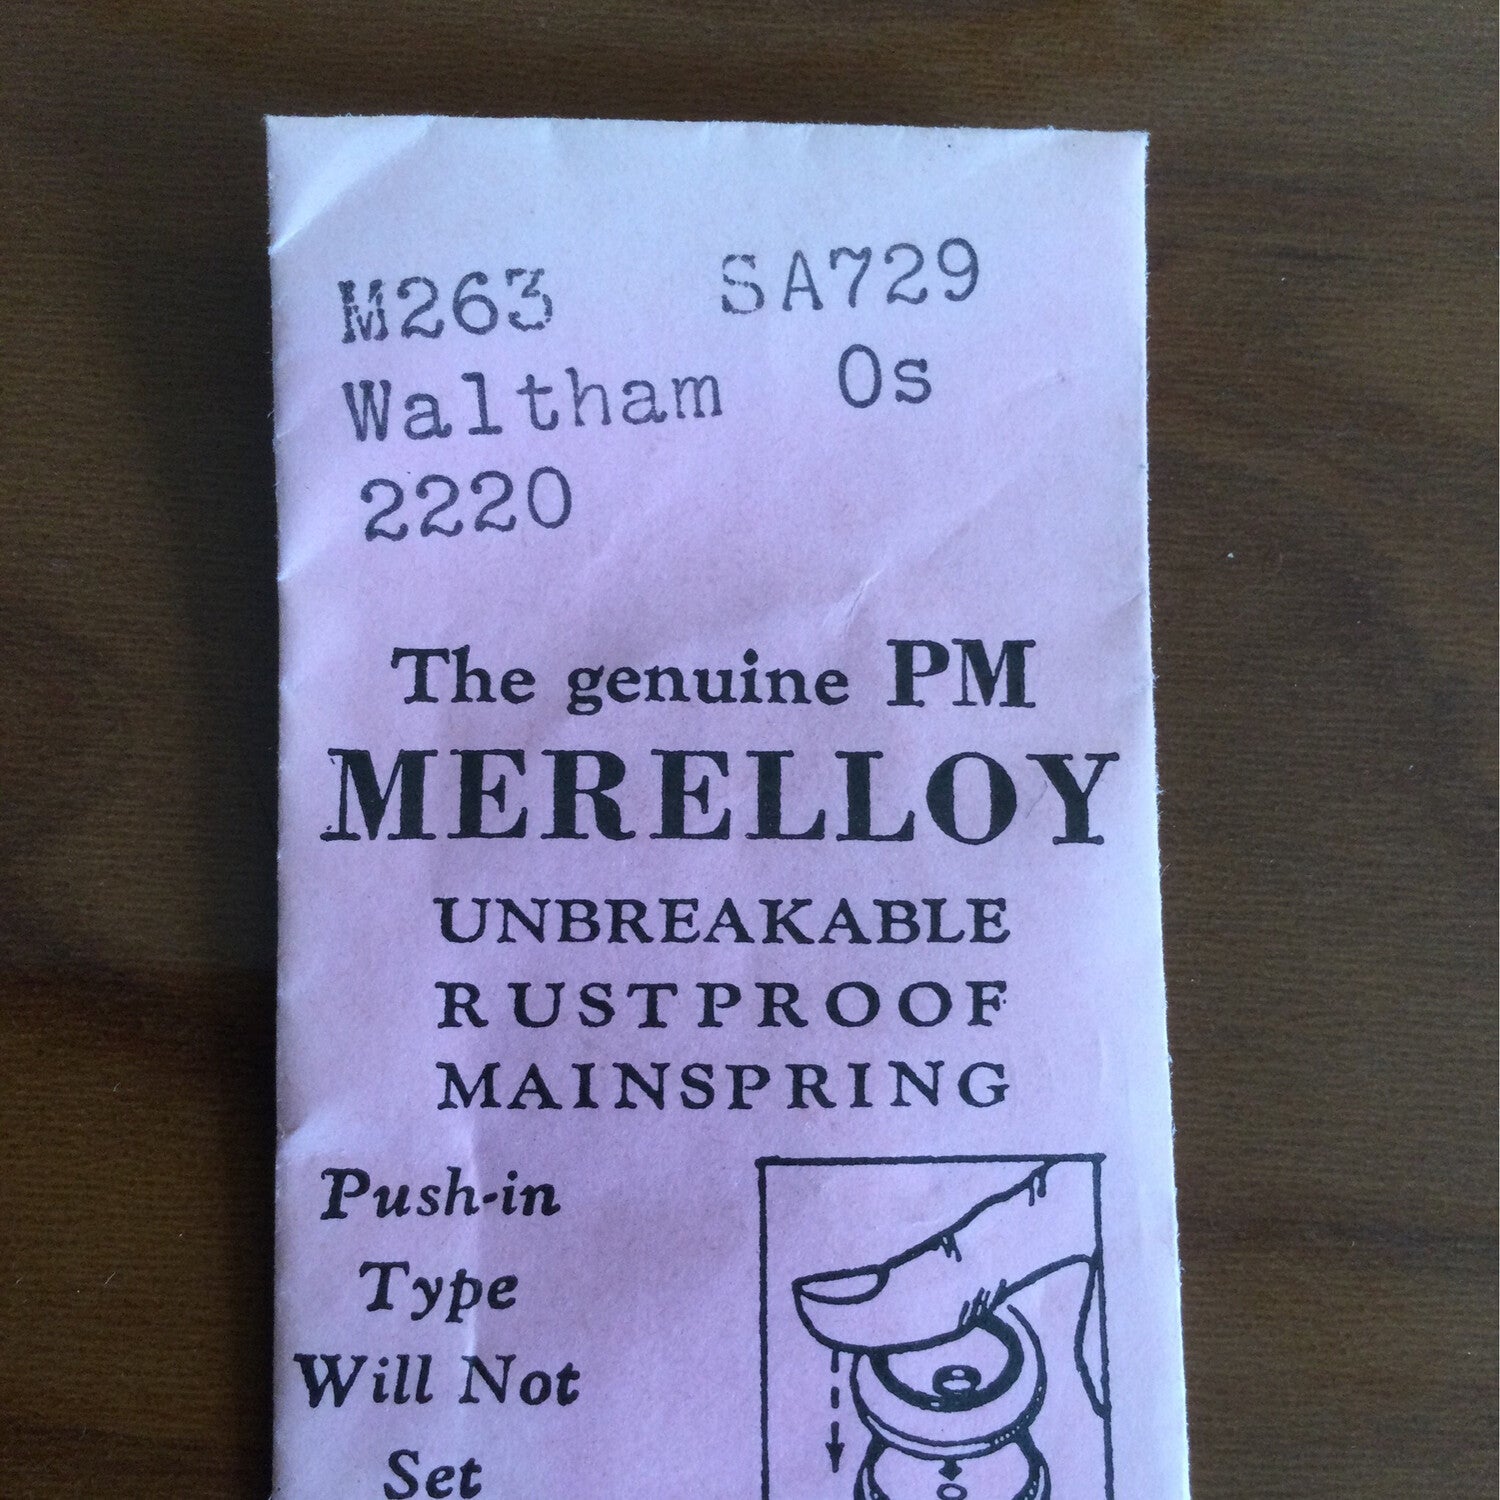 M263 SA729
Waltham 0s
2220
The genuine PM
MERELLOY
UNBREAKABLE
RUSTPROOF
MAINSPRING
Push-in
Type
Will Not
Set